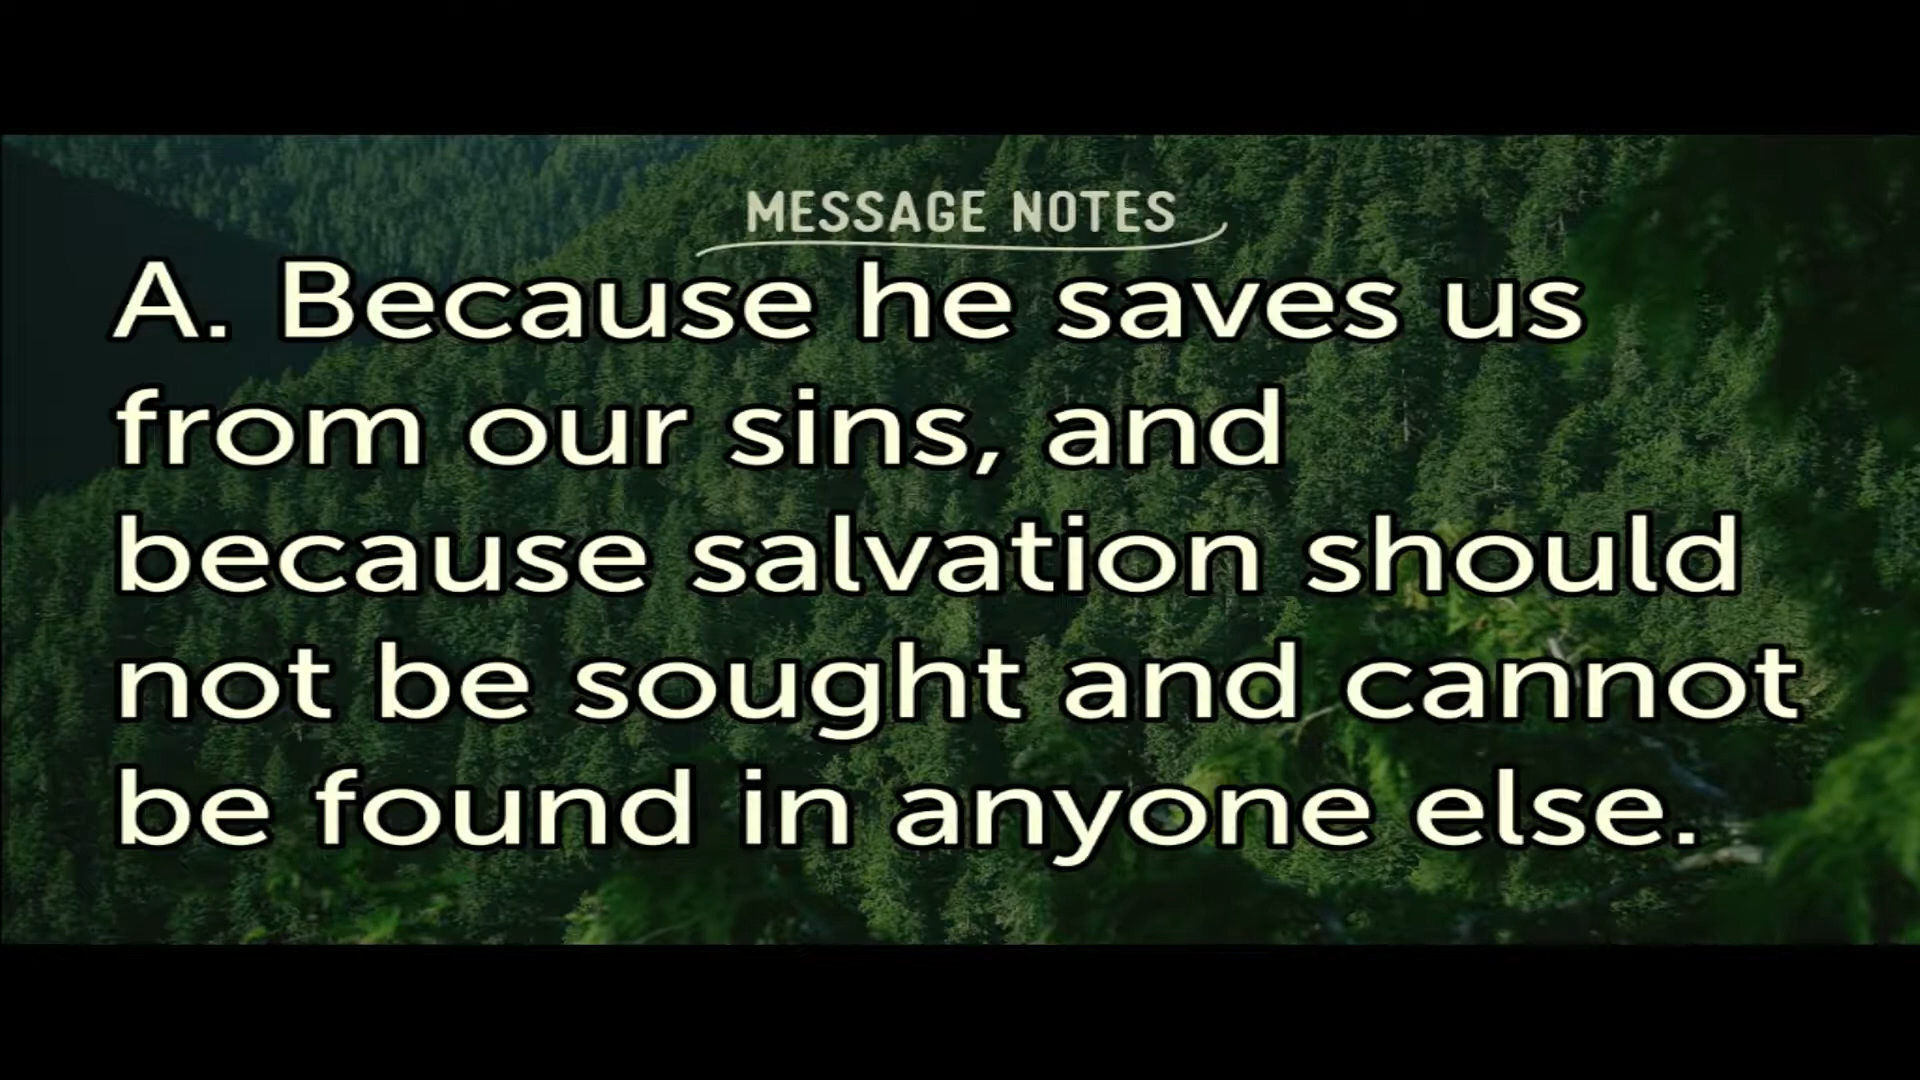 MESSAGE NOTES
A. Because he saves us
from our sins, and
because salvation should
not be sought and cannot
be found in anyone else.